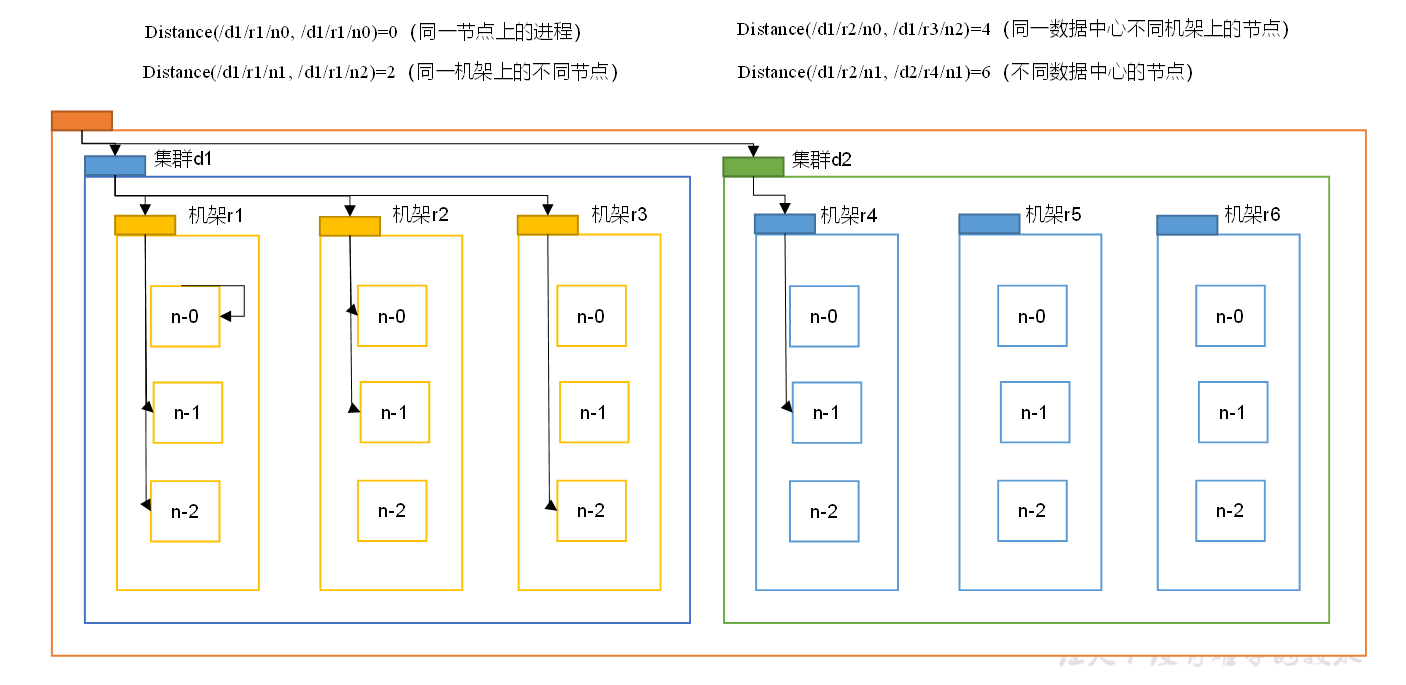 Distance(/d1/r1/n0, /d1/r1/n0)=0 (同一节点上的进程)
Distance(/d1/r2/n0, /d1/r3/n2)=4 (同一数据中心不同机架上的节点)
Distance(/d1/r1/n1, /d1/r1/n2)=2 (同一机架上的不同节点)
Distance(/d1/r2/n1, /d2/r4/n1)=6 (不同数据中心的节点)
集群d1
集群d2
机架r1
机架r2
机架r3
机架r4
机架r5
机架r6
n-0
n-0
n-0
n-0
n-0
n-0
n-1
n-1
n-1
n-1
n-1
n-1
n-2
n-2
n-2
n-2
n-2
n-2